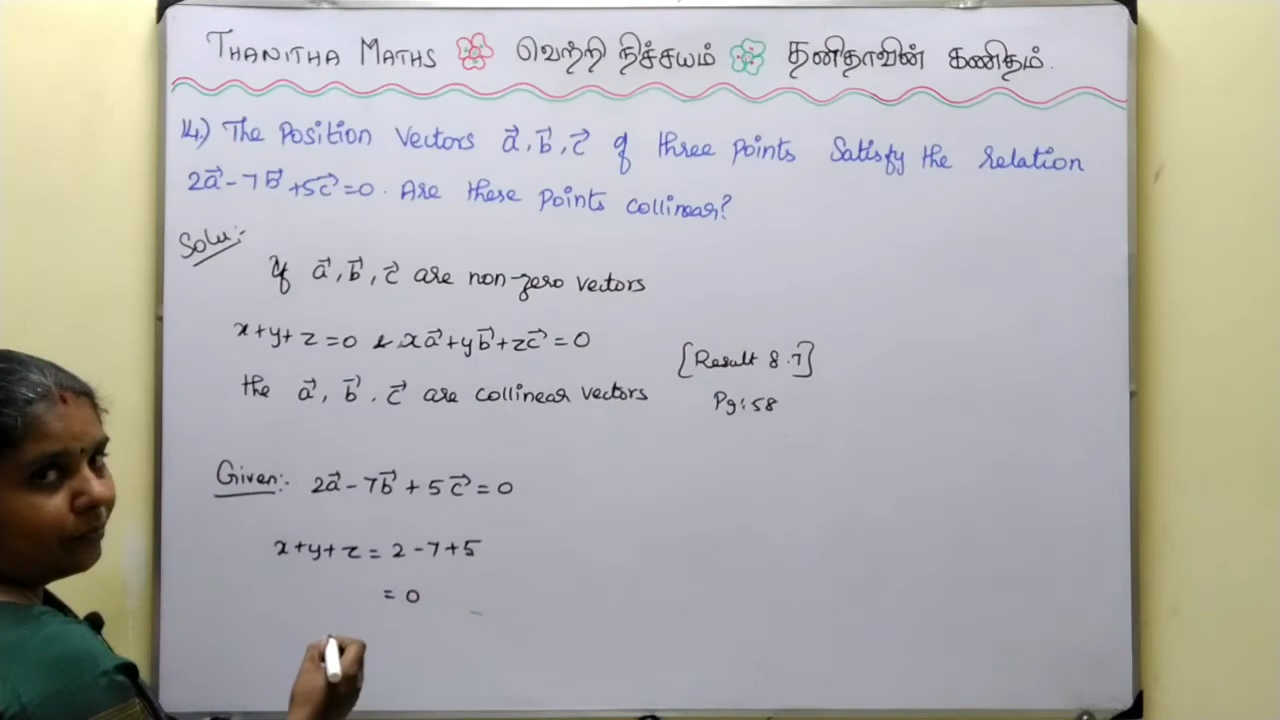 THANITHA MATHS வெற்றி நிச்சயம் தனிதாவின் கணிதம்.
14.) The Position Vectors a⃗, b⃗, c⃗ of three points Satisfy the relation
2a⃗ - 7b⃗ + 5c⃗ = 0. Are these points collinear?
Solu:-
If a⃗, b⃗, c⃗ are non-zero vectors
x+y+z = 0 & xa⃗ + yb⃗ + zc⃗ = 0
[Result 8.7]
the a⃗, b⃗, c⃗ are collinear vectors
Pg: 58
Given:- 2a⃗ - 7b⃗ + 5c⃗ = 0
x+y+z = 2 - 7 + 5
= 0